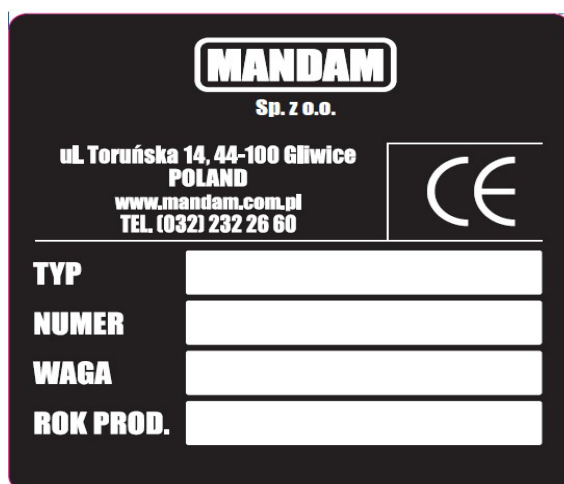 MANDAM
Sp. z o.o.
ul. Toruńska 14, 44-100 Gliwice
POLAND
www.mandam.com.pl
TEL. (032) 232 26 60
CE
TYP
NUMER
WAGA
ROK PROD.